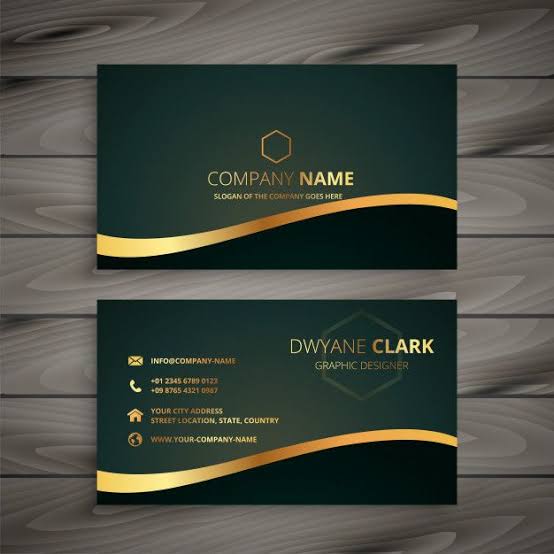 COMPANY NAME
SLOGAN OF THE COMPANY GOES HERE
DWYANE CLARK
GRAPHIC DESIGNER
INFO@COMPANY-NAME
+01 2345 6789 0123
+09 8765 4321 0987
YOUR CITY ADDRESS
STREET LOCATION, STATE, COUNTRY
WWW.YOUR-COMPANY-NAME